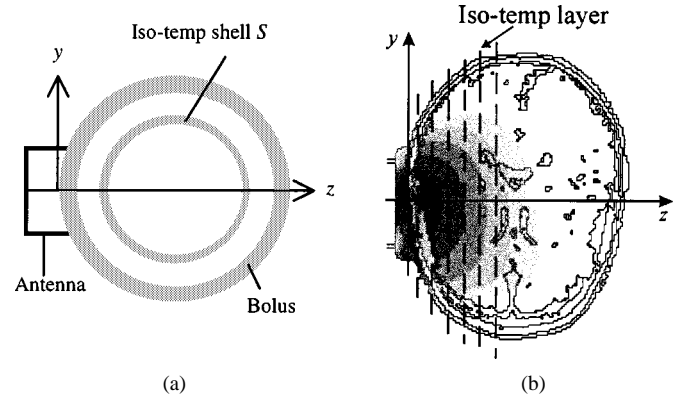 Iso-temp shell S
y
z
Antenna
Bolus
(a)
Iso-temp layer
y
z
(b)